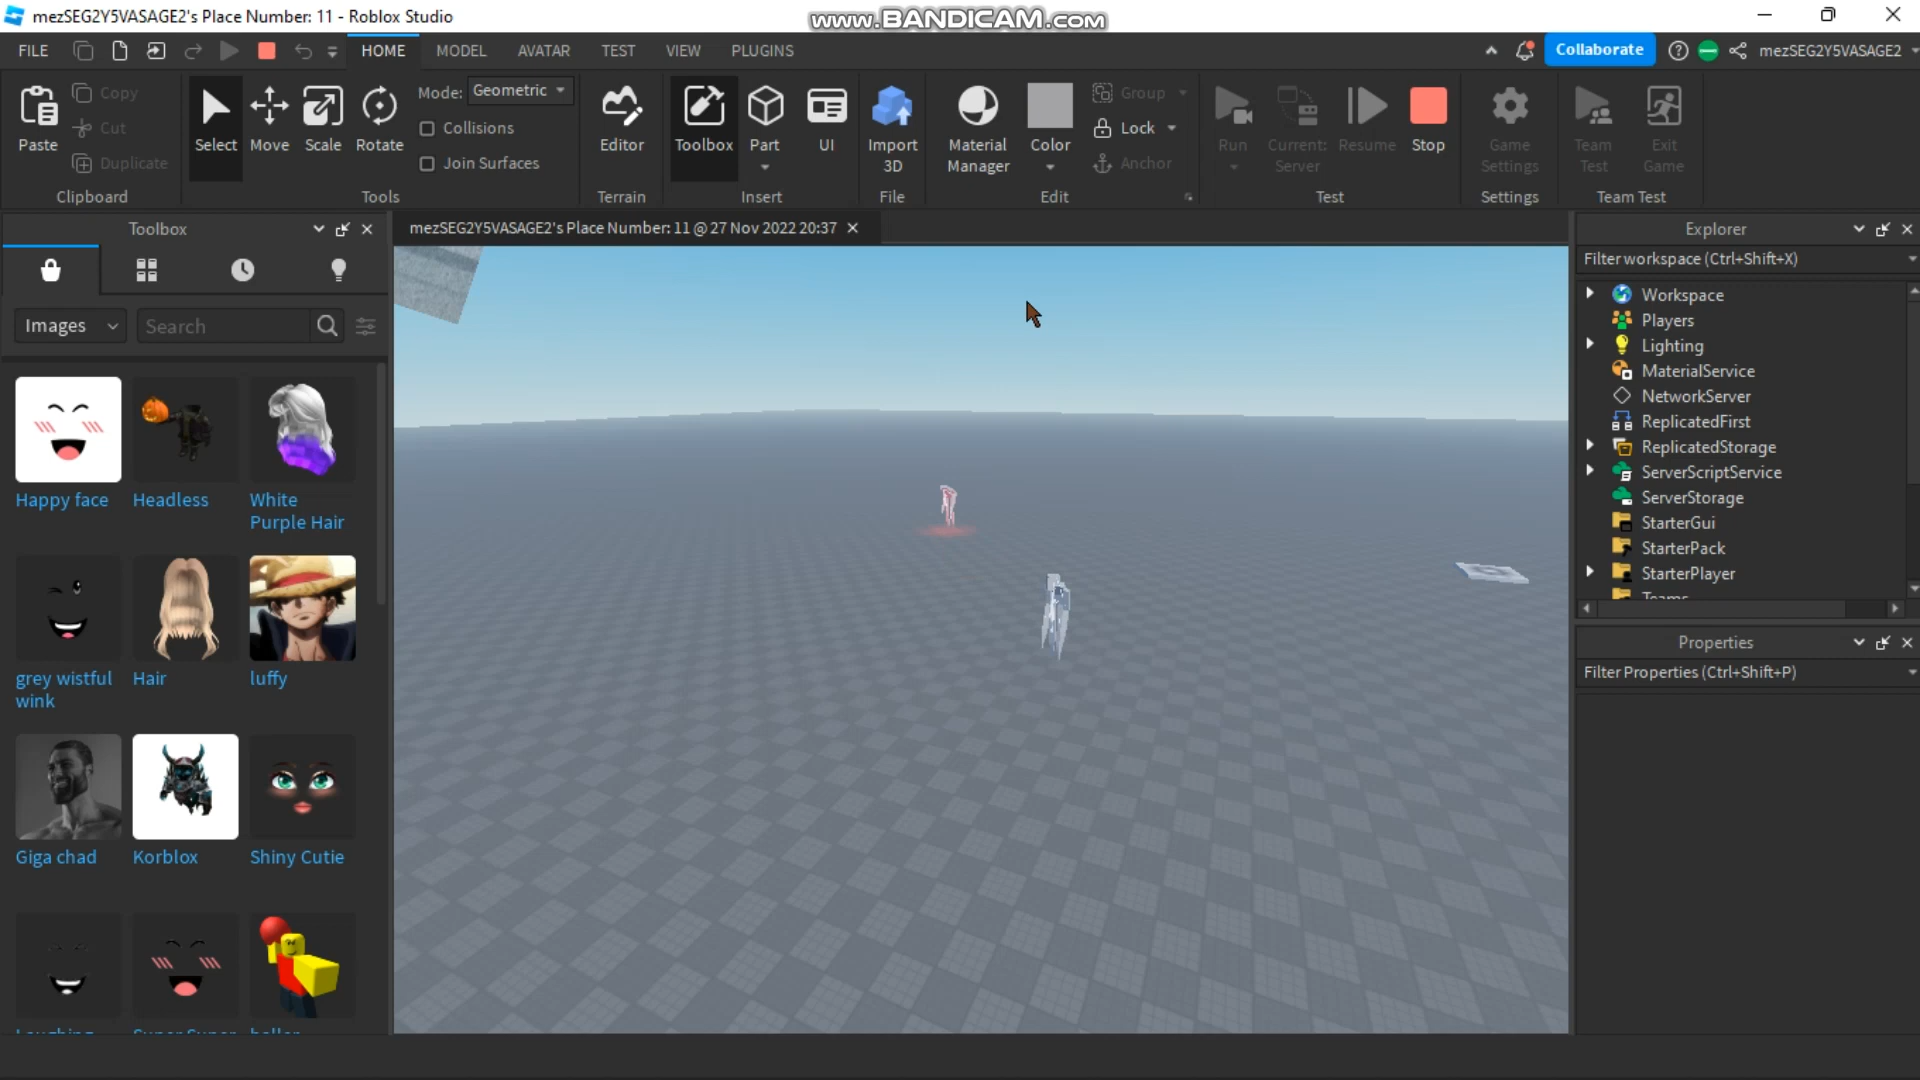 mezSEG2Y5VASAGE2's Place Number: 11 - Roblox Studio
www.BANDICAM.com
FILE
HOME
MODEL
AVATAR
TEST
VIEW
PLUGINS
Collaborate
mezSEG2Y5VASAGE2
Paste
Copy
Cut
Duplicate
Clipboard
Select
Move
Scale
Rotate
Mode: Geometric
Collisions
Join Surfaces
Tools
Editor
Terrain
Toolbox
Part
UI
Insert
Import
3D
File
Material
Manager
Color
Group
Lock
Anchor
Edit
Run
Current:
Server
Resume
Stop
Test
Game
Settings
Settings
Team
Test
Exit
Game
Team Test
Toolbox
Images
Search
Happy face
Headless
White
Purple Hair
grey wistful
wink
Hair
luffy
Giga chad
Korblox
Shiny Cutie
mezSEG2Y5VASAGE2's Place Number: 11 @ 27 Nov 2022 20:37
Explorer
Filter workspace (Ctrl+Shift+X)
Workspace
Players
Lighting
MaterialService
NetworkServer
ReplicatedFirst
ReplicatedStorage
ServerScriptService
ServerStorage
StarterGui
StarterPack
StarterPlayer
Teams
Properties
Filter Properties (Ctrl+Shift+P)